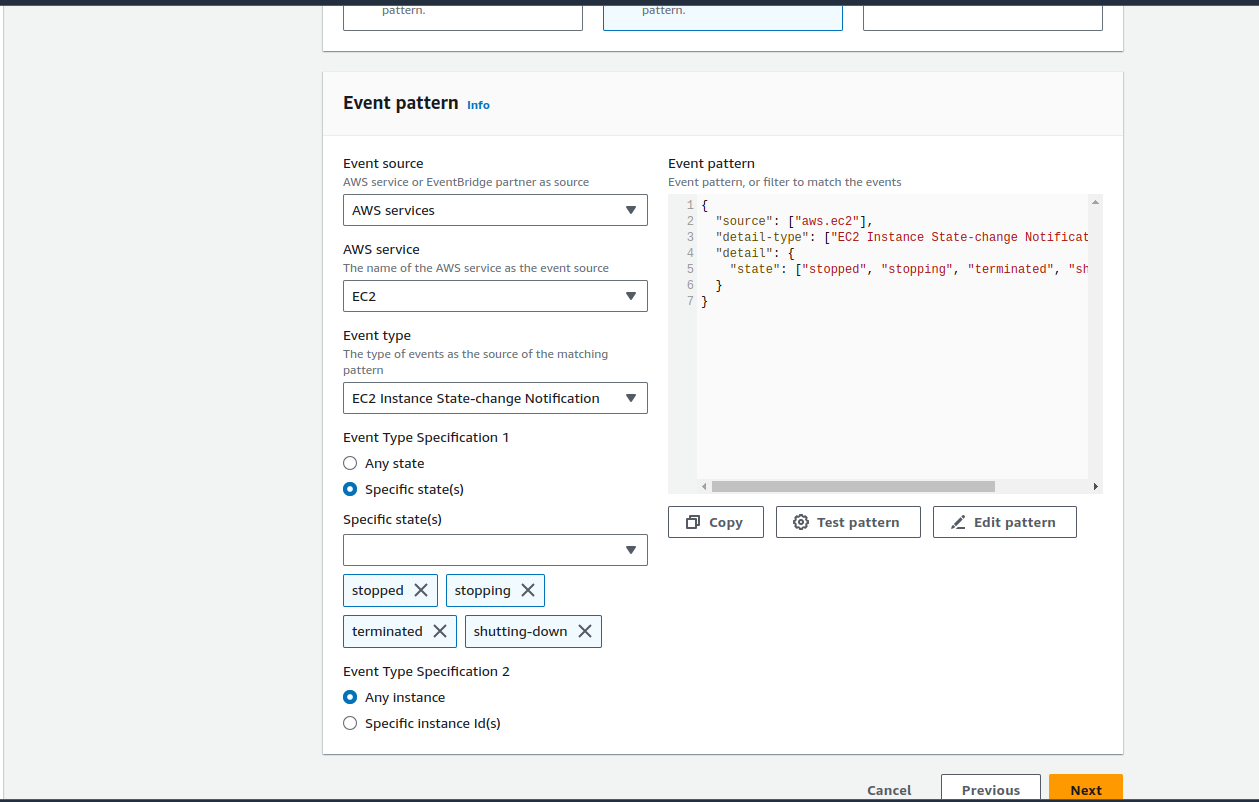 pattern.
pattern.
Event pattern Info
Event source
AWS service or EventBridge partner as source
AWS services
AWS service
The name of the AWS service as the event source
EC2
Event type
The type of events as the source of the matching
pattern
EC2 Instance State-change Notification
Event Type Specification 1
Any state
Specific state(s)
Specific state(s)
stopped
stopping
terminated
shutting-down
Event Type Specification 2
Any instance
Specific instance Id(s)
Event pattern
Event pattern, or filter to match the events
1 {
2 "source": ["aws.ec2"],
3 "detail-type": ["EC2 Instance State-change Notificat
4 "detail": {
5 "state": ["stopped", "stopping", "terminated", "sh
6 }
7 }
Copy
Test pattern
Edit pattern
Cancel
Previous
Next